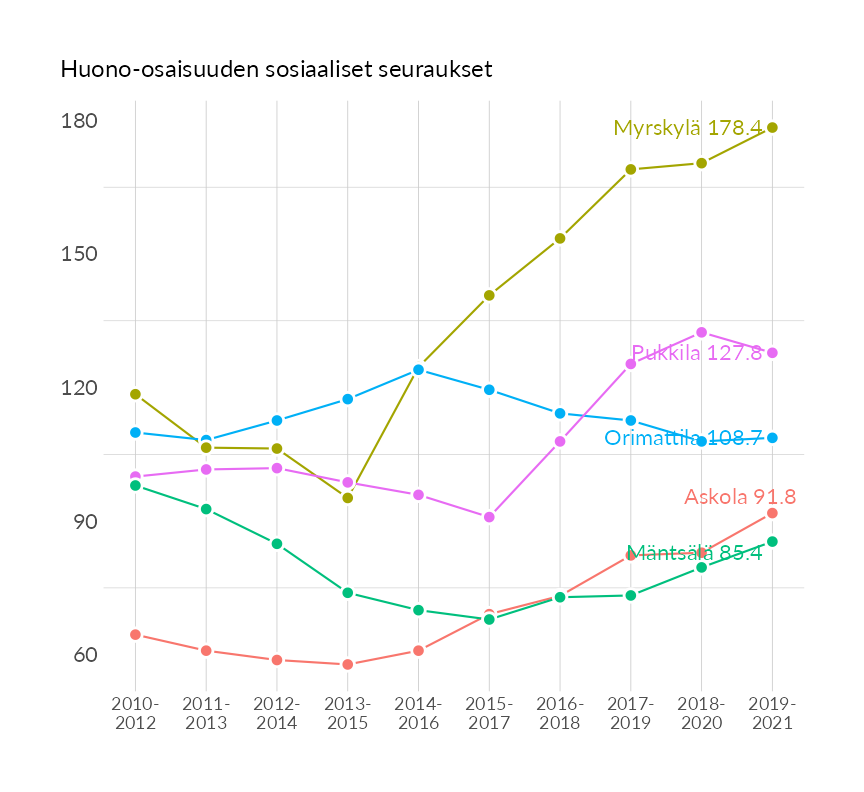 Huono-osaisuuden sosiaaliset seuraukset
180
150
120
90
60
Myrskylä 178.4
Pukkila 127.8
Orimattila 108.7
Askola 91.8
Mäntsälä 85.4
2010- 2011- 2012- 2013- 2014- 2015- 2016- 2017- 2018- 2019-
2012 2013 2014 2015 2016 2017 2018 2019 2020 2021